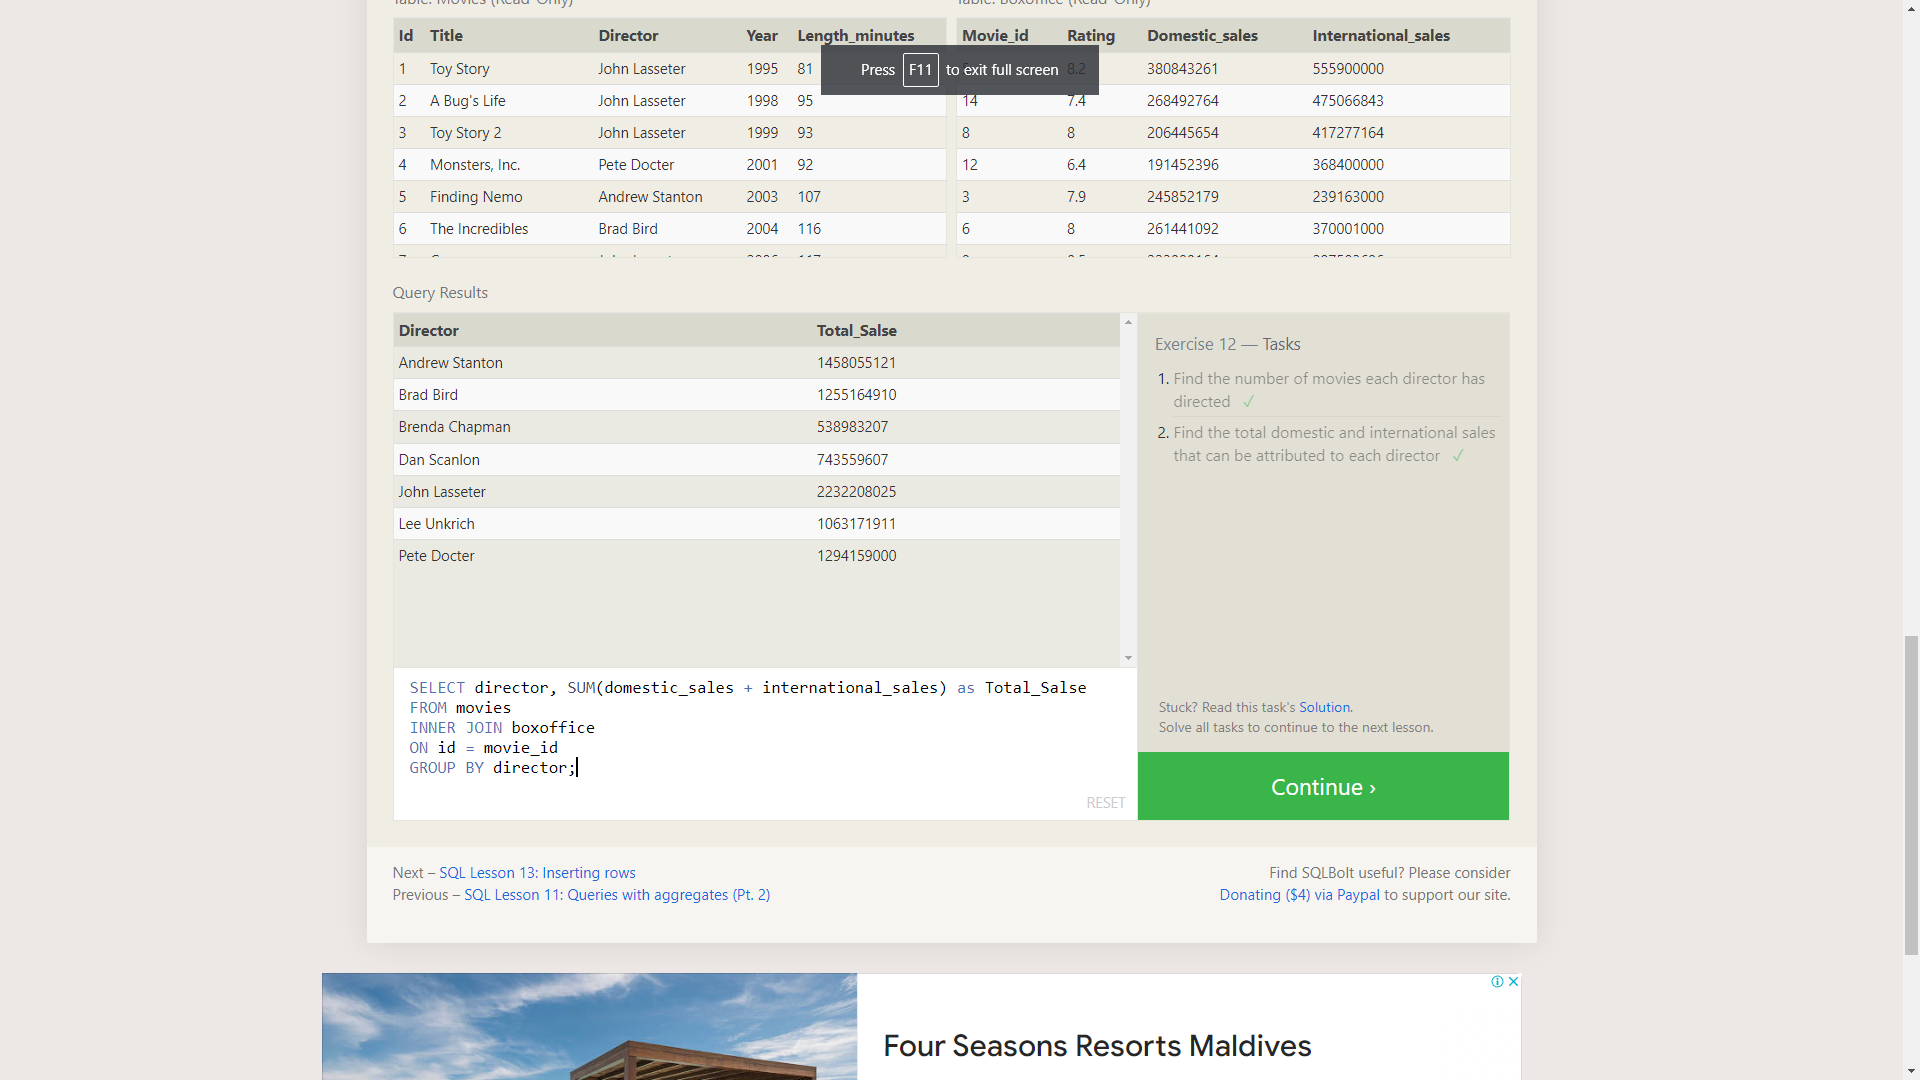 Table: Movies (Read-Only)
Table: Boxoffice (Read-Only)
Id Title Director Year Length_minutes
1 Toy Story John Lasseter 1995 81
2 A Bug's Life John Lasseter 1998 95
3 Toy Story 2 John Lasseter 1999 93
4 Monsters, Inc. Pete Docter 2001 92
5 Finding Nemo Andrew Stanton 2003 107
6 The Incredibles Brad Bird 2004 116
Movie_id Rating Domestic_sales International_sales
8.2 380843261 555900000
14 7.4 268492764 475066843
8 8 206445654 417277164
12 6.4 191452396 368400000
3 7.9 245852179 239163000
6 8 261441092 370001000
Press F11 to exit full screen
Query Results
Director Total_Salse
Andrew Stanton 1458055121
Brad Bird 1255164910
Brenda Chapman 538983207
Dan Scanlon 743559607
John Lasseter 2232208025
Lee Unkrich 1063171911
Pete Docter 1294159000
Exercise 12 — Tasks
1. Find the number of movies each director has
directed ✓
2. Find the total domestic and international sales
that can be attributed to each director ✓
SELECT director, SUM(domestic_sales + international_sales) as Total_Salse
FROM movies
INNER JOIN boxoffice
ON id = movie_id
GROUP BY director;
RESET
Stuck? Read this task's Solution.
Solve all tasks to continue to the next lesson.
Continue ›
Next – SQL Lesson 13: Inserting rows
Previous – SQL Lesson 11: Queries with aggregates (Pt. 2)
Find SQLBolt useful? Please consider
Donating ($4) via Paypal to support our site.
Four Seasons Resorts Maldives